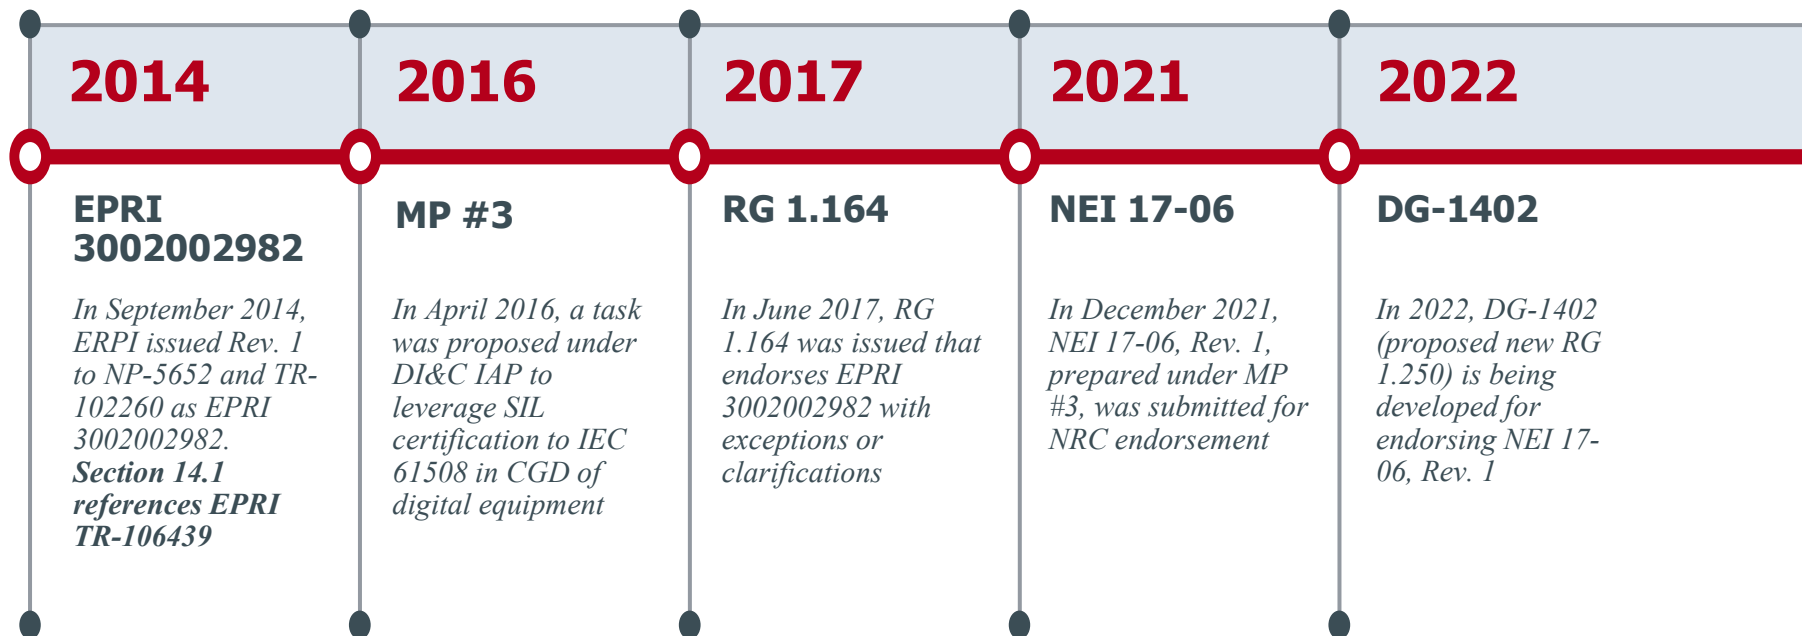 2014
EPRI
3002002982
In September 2014,
ERPI issued Rev. 1
to NP-5652 and TR-
102260 as EPRI
3002002982.
Section 14.1
references EPRI
TR-106439
2016
MP #3
In April 2016, a task
was proposed under
DI&C IAP to
leverage SIL
certification to IEC
61508 in CGD of
digital equipment
2017
RG 1.164
In June 2017, RG
1.164 was issued that
endorses EPRI
3002002982 with
exceptions or
clarifications
2021
NEI 17-06
In December 2021,
NEI 17-06, Rev. 1,
prepared under MP
#3, was submitted for
NRC endorsement
2022
DG-1402
In 2022, DG-1402
(proposed new RG
1.250) is being
developed for
endorsing NEI 17-
06, Rev. 1